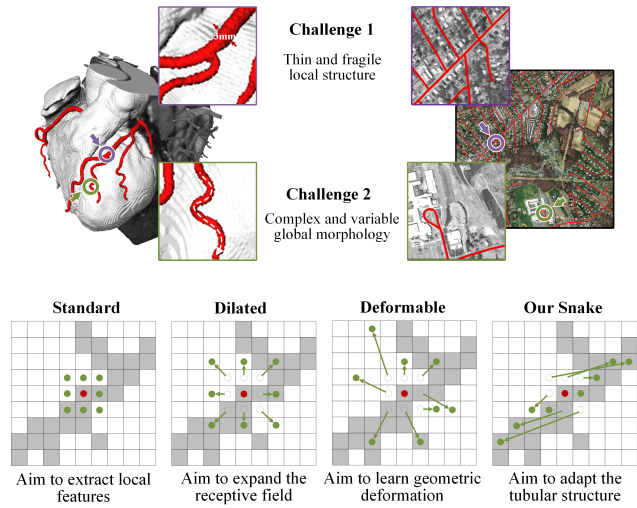 Challenge 1
3mm
Thin and fragile
local structure
Challenge 2
Complex and variable
global morphology
Standard
Dilated
Deformable
Our Snake
Aim to extract local
features
Aim to expand the
receptive field
Aim to learn geometric
deformation
Aim to adapt the
tubular structure